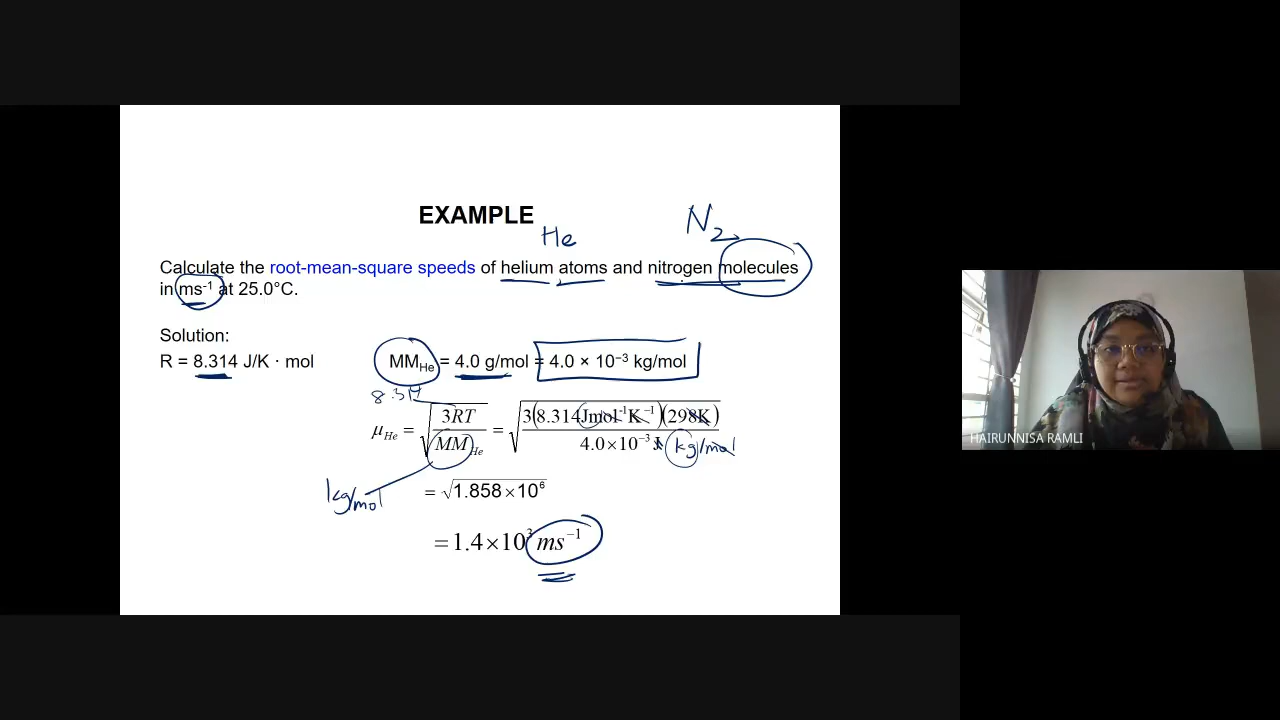 EXAMPLE
He
N₂
Calculate the root-mean-square speeds of helium atoms and nitrogen molecules
in ms⁻¹ at 25.0°C.
Solution:
R = 8.314 J/K · mol
MM_He = 4.0 g/mol = 4.0 × 10⁻³ kg/mol
8.314
μ_He = √(3RT / MM_He) = √(3(8.314Jmol⁻¹K⁻¹)(298K) / 4.0×10⁻³ kg/mol)
kg/mol
= √1.858×10⁶
= 1.4×10³ ms⁻¹
HAIRUNNISA RAMLI